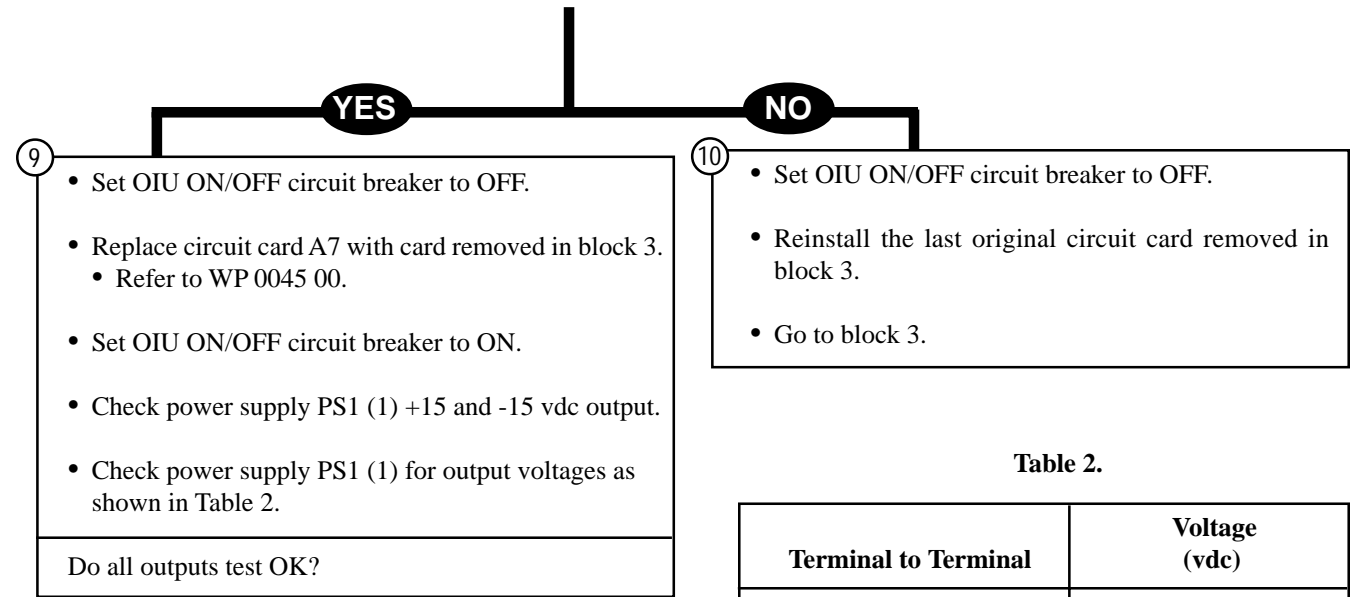 YES
NO
9
• Set OIU ON/OFF circuit breaker to OFF.
• Replace circuit card A7 with card removed in block 3.
• Refer to WP 0045 00.
• Set OIU ON/OFF circuit breaker to ON.
• Check power supply PS1 (1) +15 and -15 vdc output.
• Check power supply PS1 (1) for output voltages as
shown in Table 2.
Do all outputs test OK?
10
• Set OIU ON/OFF circuit breaker to OFF.
• Reinstall the last original circuit card removed in
block 3.
• Go to block 3.
Table 2.
Terminal to Terminal
Voltage
(vdc)